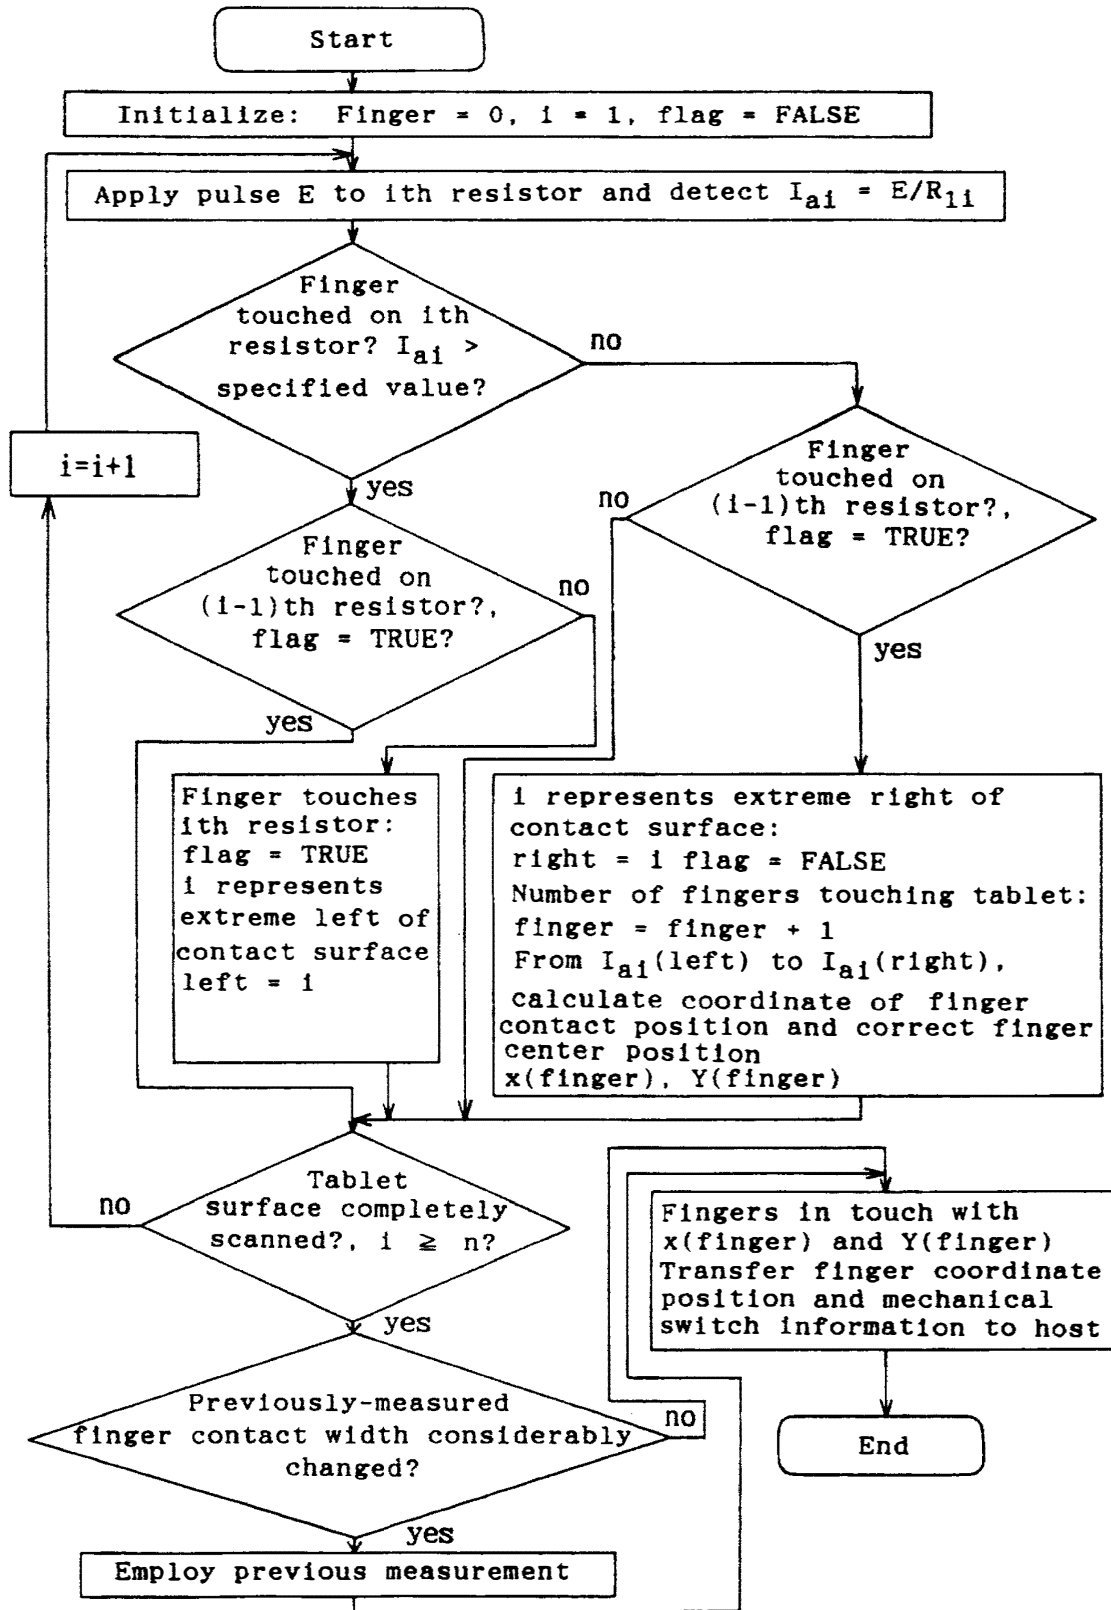 Start
Initialize: Finger = 0, i = 1, flag = FALSE
Apply pulse E to ith resistor and detect Iai = E/R1i
Finger
touched on ith
resistor? Iai >
specified value?
no
i=i+1
yes
Finger
touched on
(i-1)th resistor?,
flag = TRUE?
no
Finger
touched on
(i-1)th resistor?,
flag = TRUE?
no
yes
yes
Finger touches
ith resistor:
flag = TRUE
i represents
extreme left of
contact surface
left = i
i represents extreme right of
contact surface:
right = i flag = FALSE
Number of fingers touching tablet:
finger = finger + 1
From Iai(left) to Iai(right),
calculate coordinate of finger
contact position and correct finger
center position
x(finger), Y(finger)
Tablet
surface completely
scanned?, i ≧ n?
no
yes
Fingers in touch with
x(finger) and Y(finger)
Transfer finger coordinate
position and mechanical
switch information to host
Previously-measured
finger contact width considerably
changed?
no
yes
End
Employ previous measurement